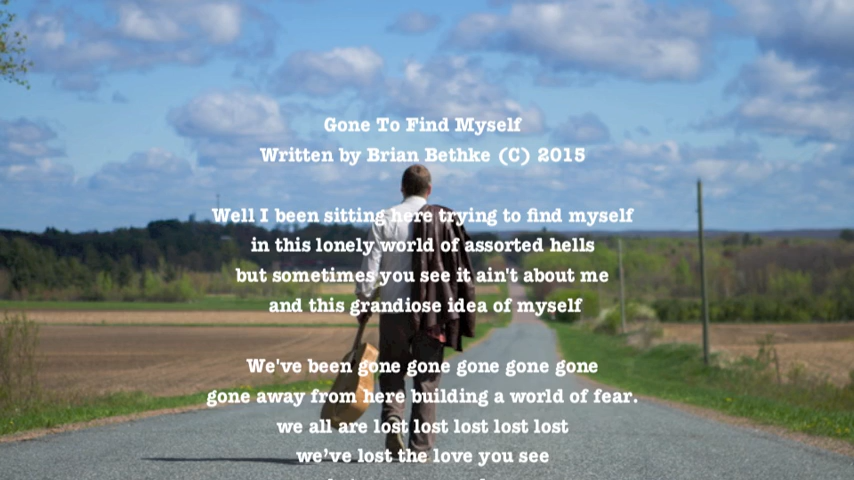 Gone To Find Myself
Written by Brian Bethke (C) 2015
Well I been sitting here trying to find myself
in this lonely world of assorted hells
but sometimes you see it ain't about me
and this grandiose idea of myself
We've been gone gone gone gone gone
gone away from here building a world of fear.
we all are lost lost lost lost lost
we've lost the love you see